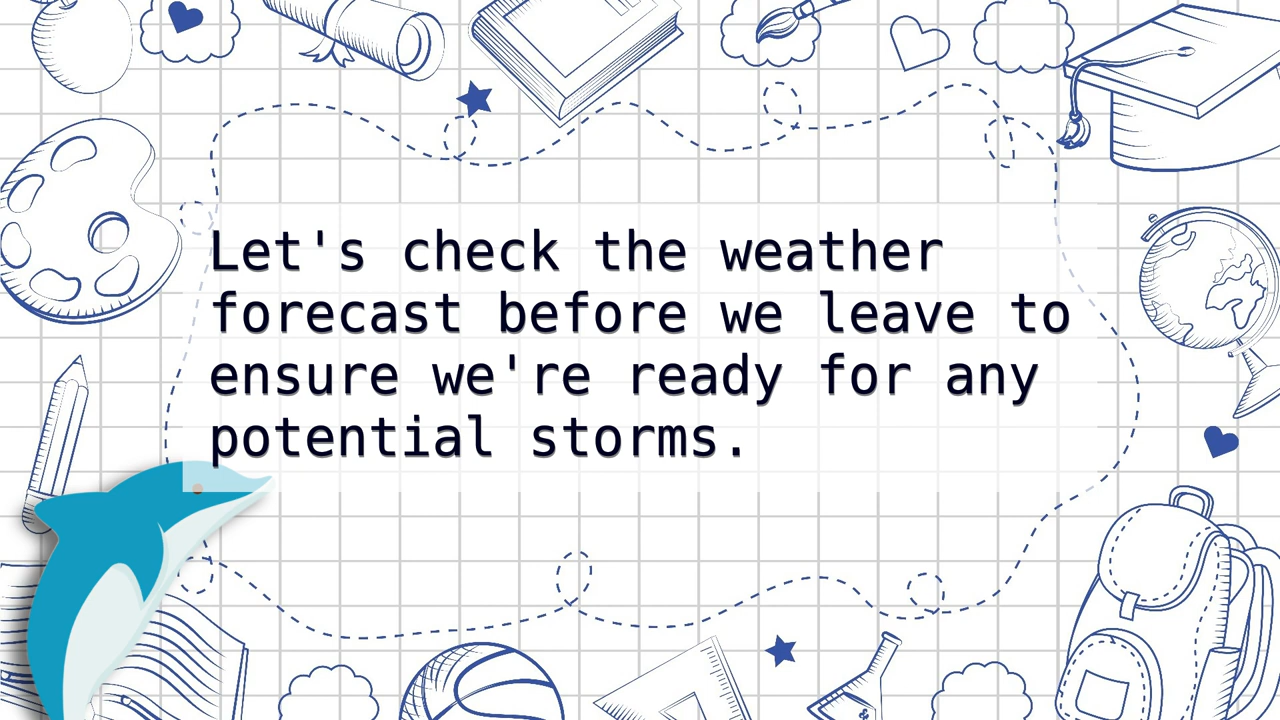 Let's check the weather
forecast before we leave to
ensure we're ready for any
potential storms.